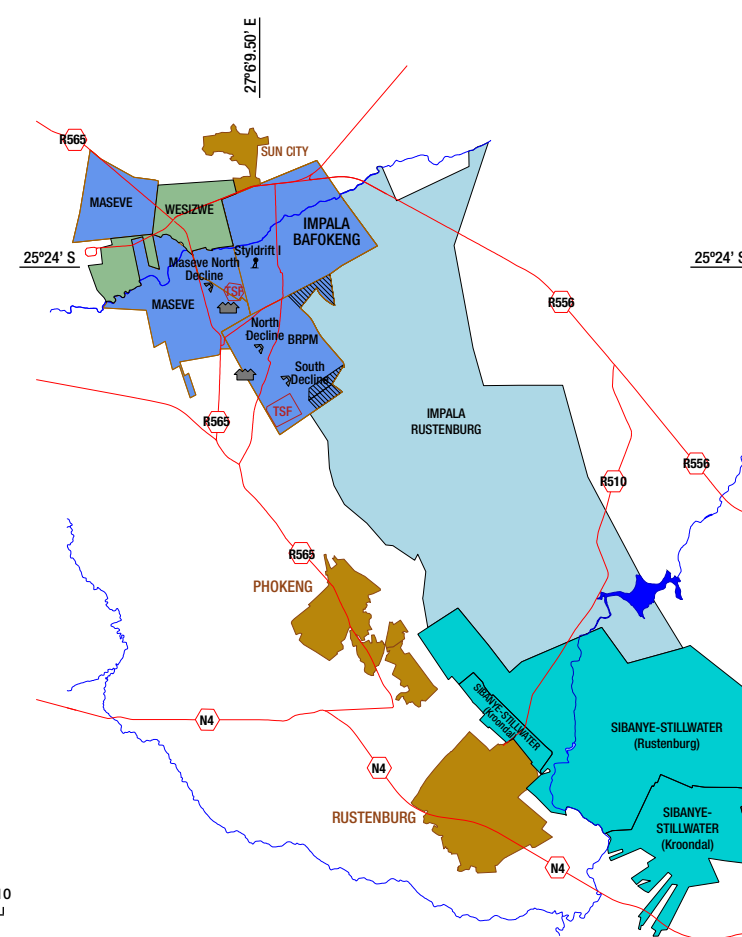 27°6'9.50' E
R565
SUN CITY
MASEVE
WESIZWE
IMPALA
BAFOKENG
25°24' S
25°24' S
Styldrift I
Maseve North
Decline
TSF
MASEVE
R556
North
Decline
BRPM
South
Decline
TSF
IMPALA
RUSTENBURG
R565
R556
R510
R565
PHOKENG
SIBANYE-STILLWATER
(Kroondal)
N4
SIBANYE-STILLWATER
(Rustenburg)
N4
RUSTENBURG
SIBANYE-
STILLWATER
(Kroondal)
N4
10